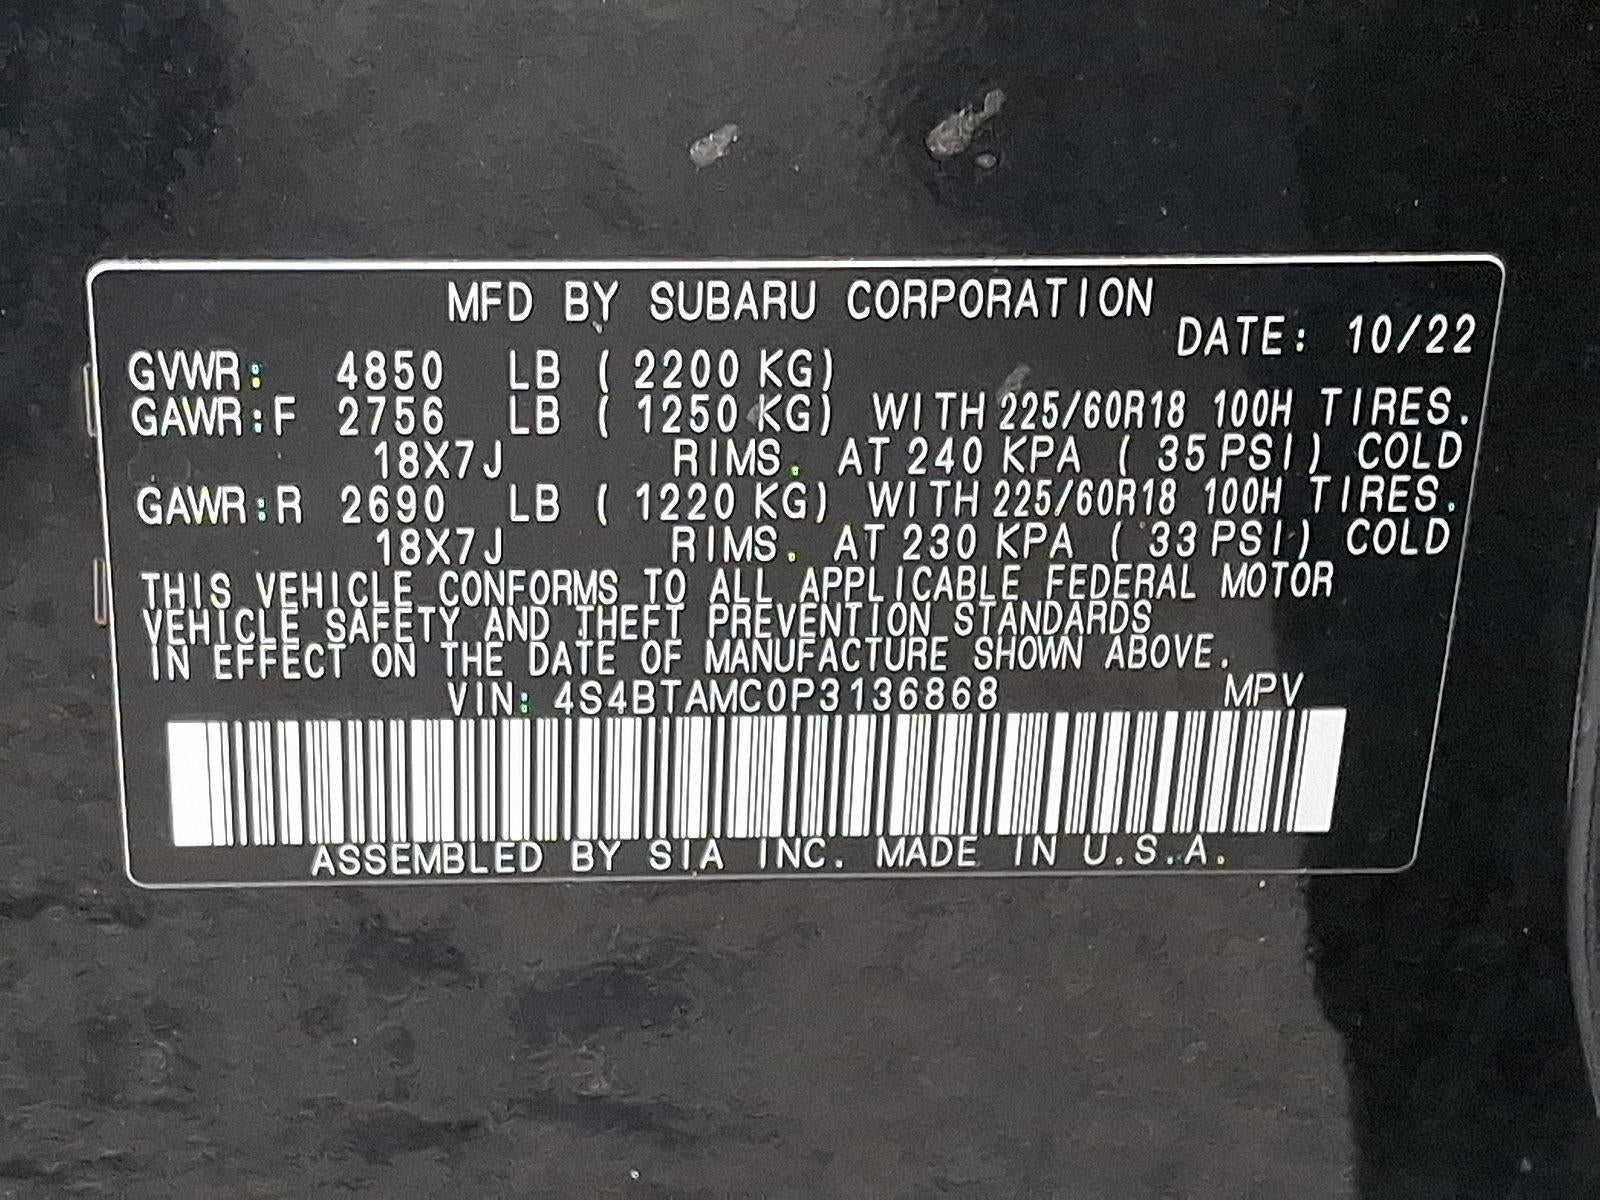 MFD BY SUBARU CORPORATION
DATE: 10/22
GVWR: 4850 LB ( 2200 KG)
GAWR:F 2756 LB ( 1250 KG) WITH 225/60R18 100H TIRES.
18X7J RIMS. AT 240 KPA ( 35 PSI) COLD
GAWR:R 2690 LB ( 1220 KG) WITH 225/60R18 100H TIRES.
18X7J RIMS. AT 230 KPA ( 33 PSI) COLD
THIS VEHICLE CONFORMS TO ALL APPLICABLE FEDERAL MOTOR
VEHICLE SAFETY AND THEFT PREVENTION STANDARDS
IN EFFECT ON THE DATE OF MANUFACTURE SHOWN ABOVE.
VIN: 4S4BTAMC0P3136868 MPV
ASSEMBLED BY SIA INC. MADE IN U.S.A.